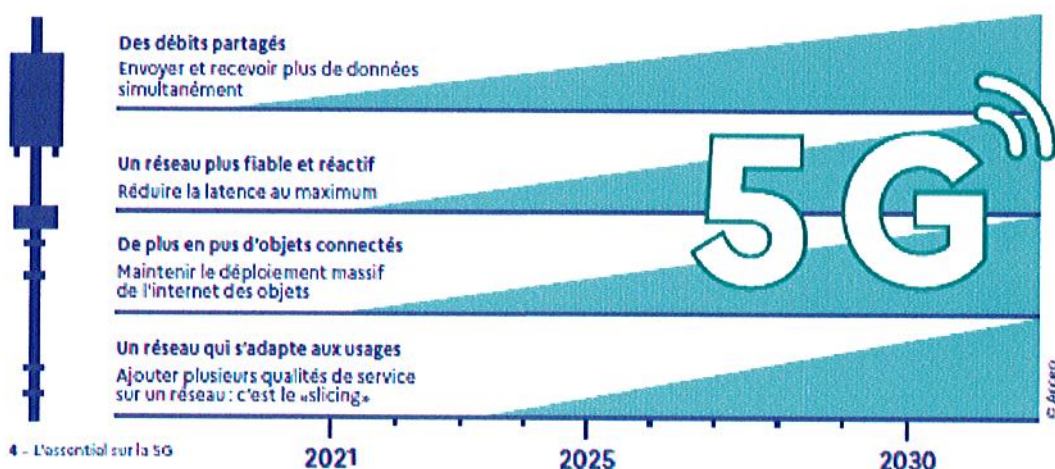 Des débits partagés
Envoyer et recevoir plus de données
simultanément
Un réseau plus fiable et réactif
Réduire la latence au maximum
5G
De plus en pus d'objets connectés
Maintenir le déploiement massif
de l'internet des objets
Un réseau qui s'adapte aux usages
Ajouter plusieurs qualités de service
sur un réseau : c'est le «slicing»
© Arcep
4 - L'essentiel sur la 5G
2021 2025 2030